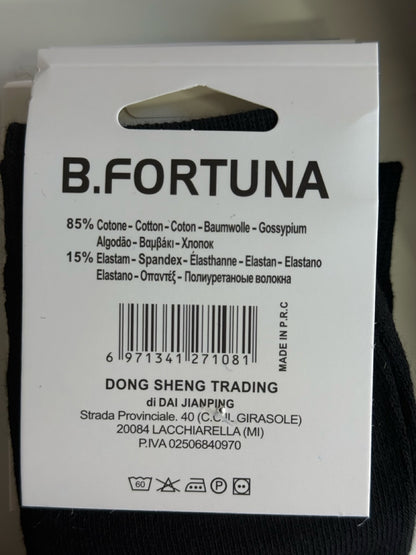 B.FORTUNA
85% Cotone - Cotton - Coton - Baumwolle - Gossypium
Algodão - Βαμβάκι - Хлопок
15% Elastam - Spandex - Élasthanne - Elastan - Elastano
Elastano - Οπαντέξ - Полиуретаноые волокна
6 971341 271081
MADE IN P.R.C
DONG SHENG TRADING
di DAI JIANPING
Strada Provinciale. 40 (C.C.IL GIRASOLE)
20084 LACCHIARELLA (MI)
P.IVA 02506840970
60
P